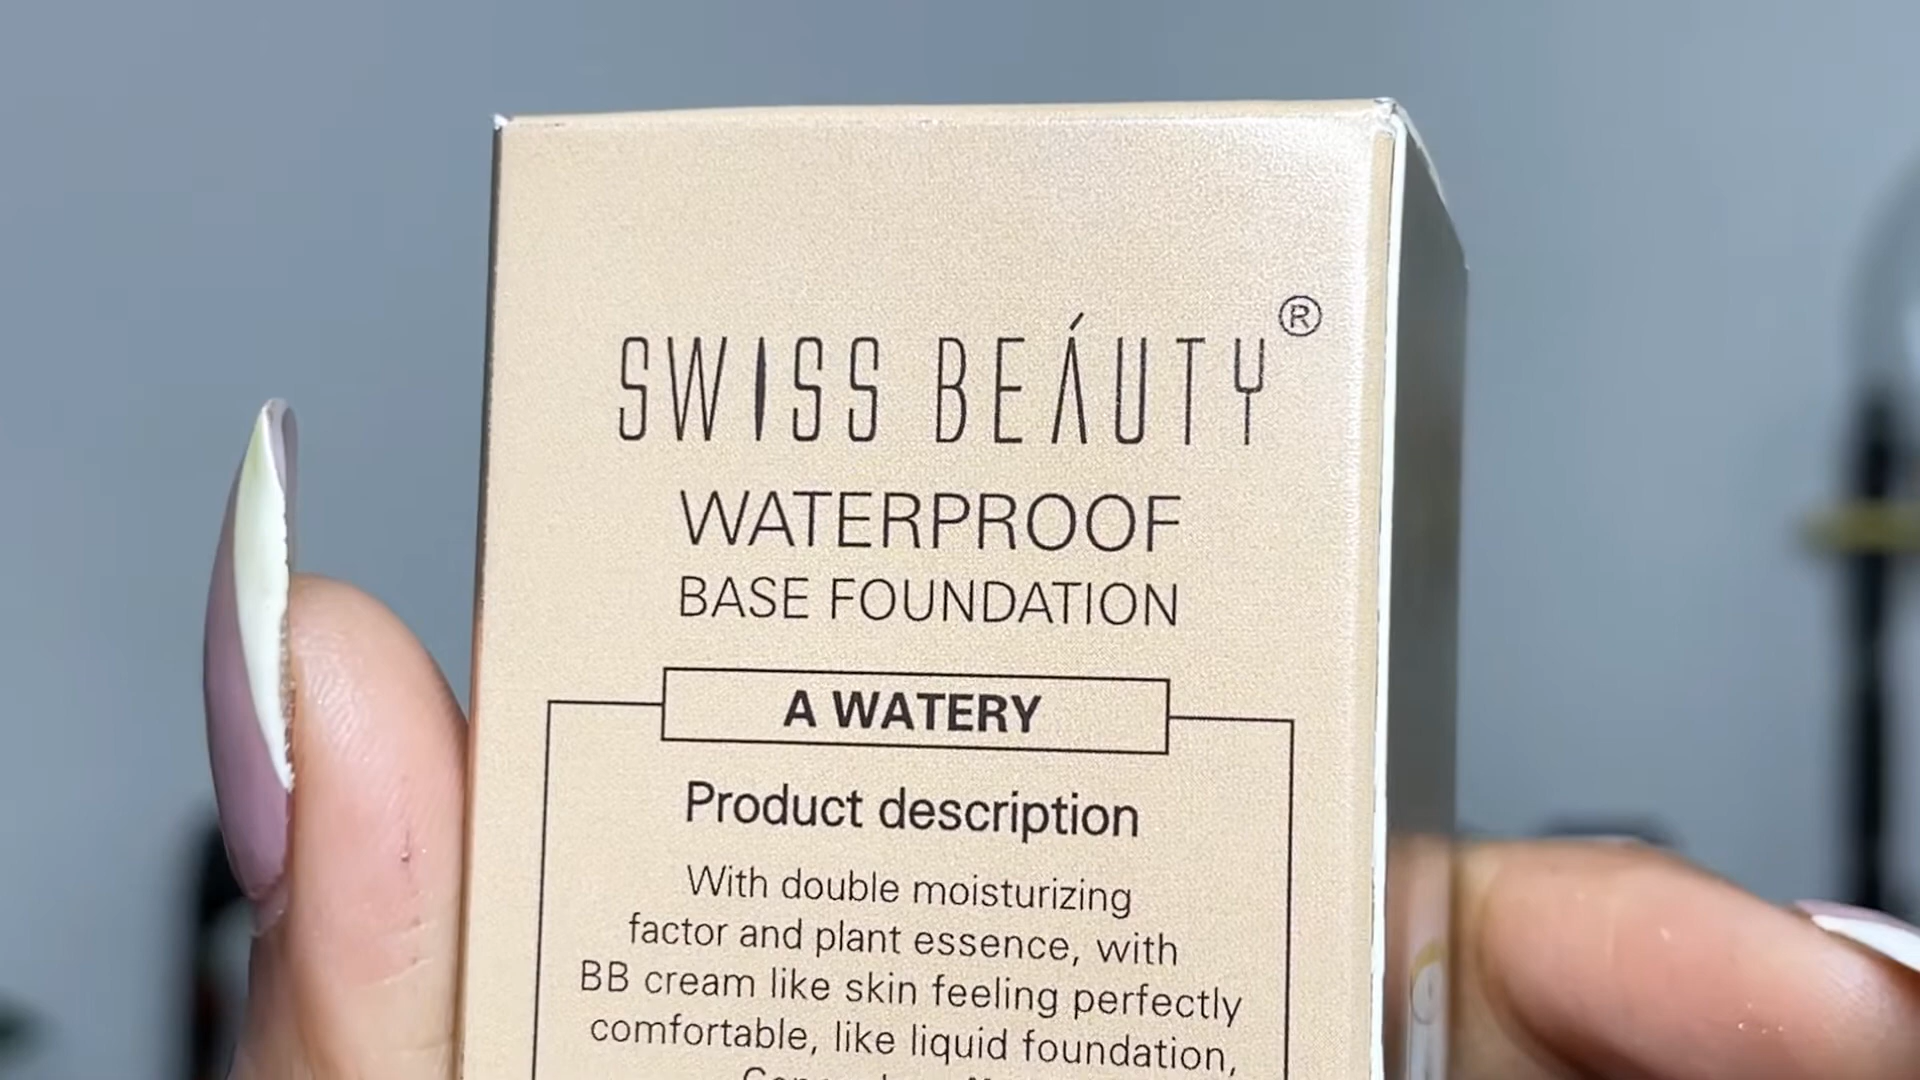 SWISS BEÁUTY®
WATERPROOF
BASE FOUNDATION
A WATERY
Product description
With double moisturizing
factor and plant essence, with
BB cream like skin feeling perfectly
comfortable, like liquid foundation,